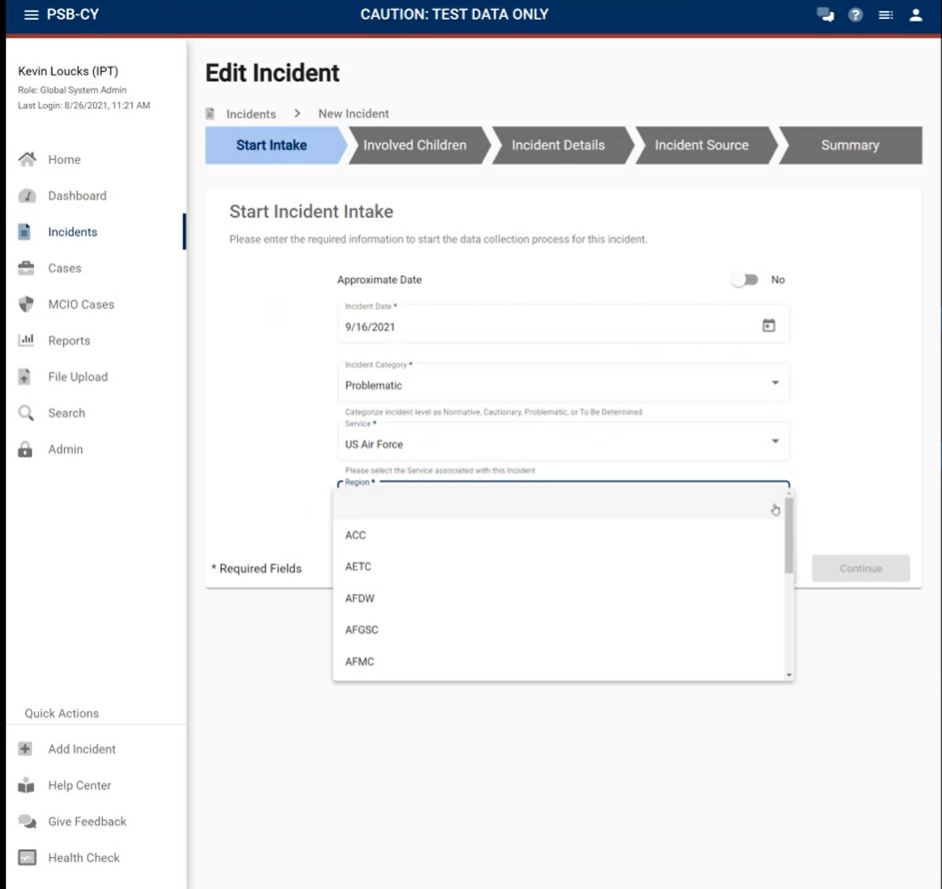 PSB-CY
CAUTION: TEST DATA ONLY
Kevin Loucks (IPT)
Role: Global System Admin
Last Login: 8/26/2021, 11:21 AM
Home
Dashboard
Incidents
Cases
MCIO Cases
Reports
File Upload
Search
Admin
Quick Actions
Add Incident
Help Center
Give Feedback
Health Check
Edit Incident
Incidents > New Incident
Start Intake
Involved Children
Incident Details
Incident Source
Summary
Start Incident Intake
Please enter the required information to start the data collection process for this incident.
Approximate Date
No
Incident Date *
9/16/2021
Incident Category *
Problematic
Categorize incident level as Normative, Cautionary, Problematic, or To Be Determined
Service *
US Air Force
Please select the Service associated with this Incident
Region *
ACC
AETC
AFDW
AFGSC
AFMC
* Required Fields
Continue